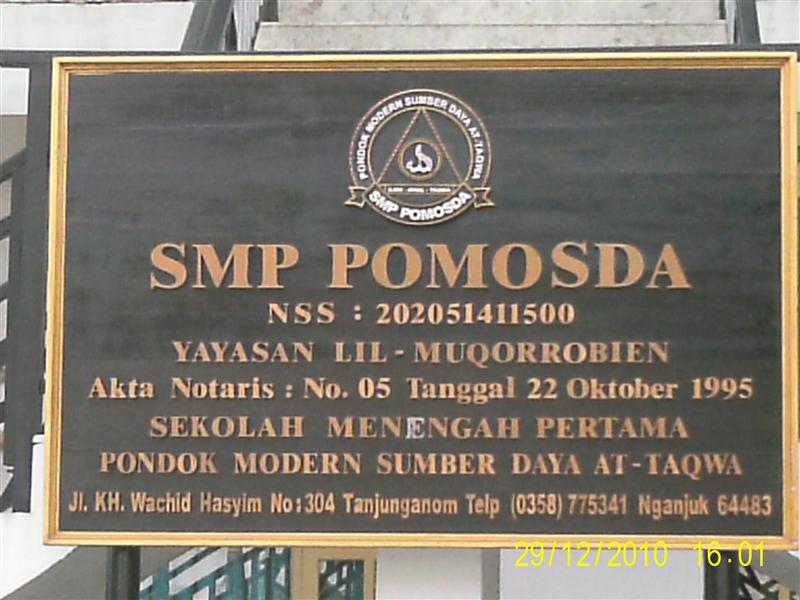 PONDOK MODERN SUMBER DAYA AT-TAQWA
SMP POMOSDA
SMP POMOSDA
NSS : 202051411500
YAYASAN LIL - MUQORROBIEN
Akta Notaris : No. 05 Tanggal 22 Oktober 1995
SEKOLAH MENENGAH PERTAMA
PONDOK MODERN SUMBER DAYA AT-TAQWA
Jl. KH. Wachid Hasyim No:304 Tanjunganom Telp (0358) 775341 Nganjuk 64483
29/12/2010 16:01